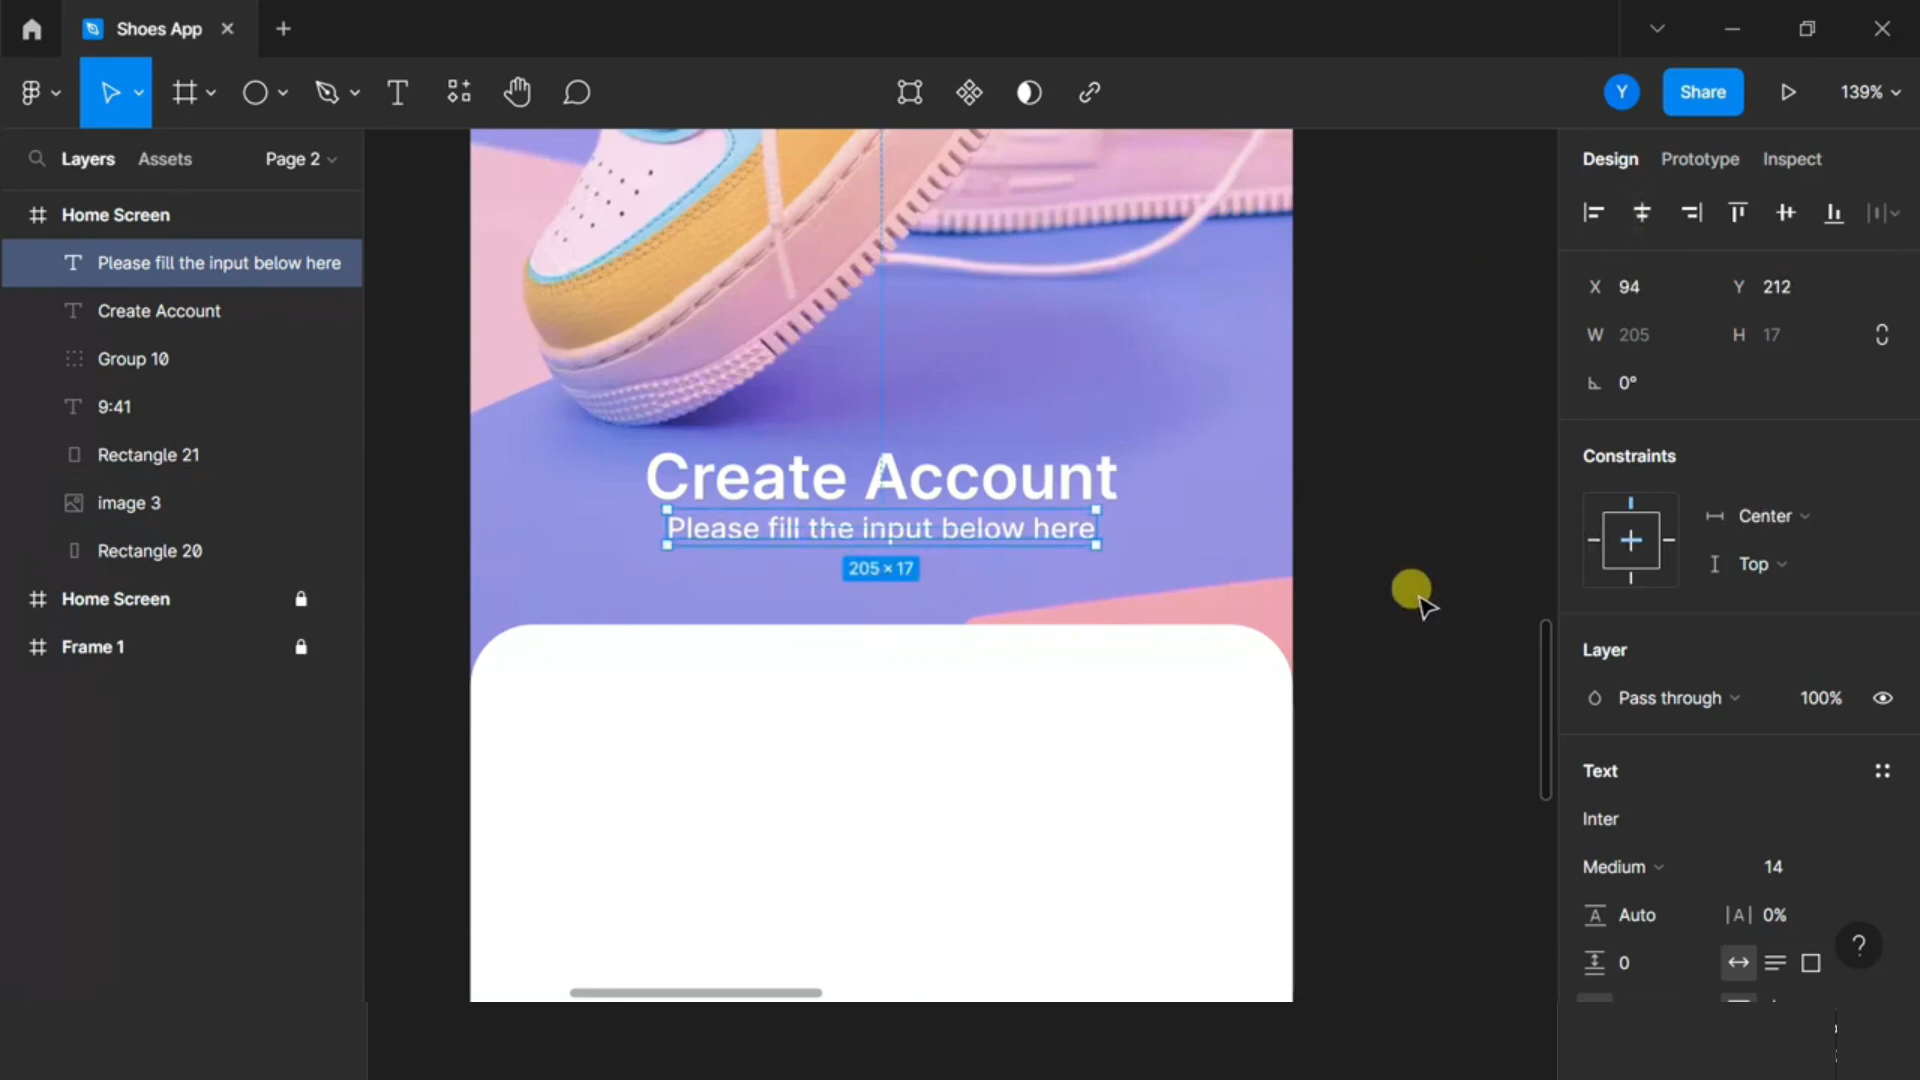 Shoes App
Y
Share
139%
Layers
Assets
Page 2
Design
Prototype
Inspect
Home Screen
Please fill the input below here
Create Account
Group 10
9:41
Rectangle 21
image 3
Rectangle 20
Home Screen
Frame 1
Create Account
Please fill the input below here
205 × 17
X 94
Y 212
W 205
H 17
0°
Constraints
Center
Top
Layer
Pass through
100%
Text
Inter
Medium
14
A Auto
|A| 0%
0
?